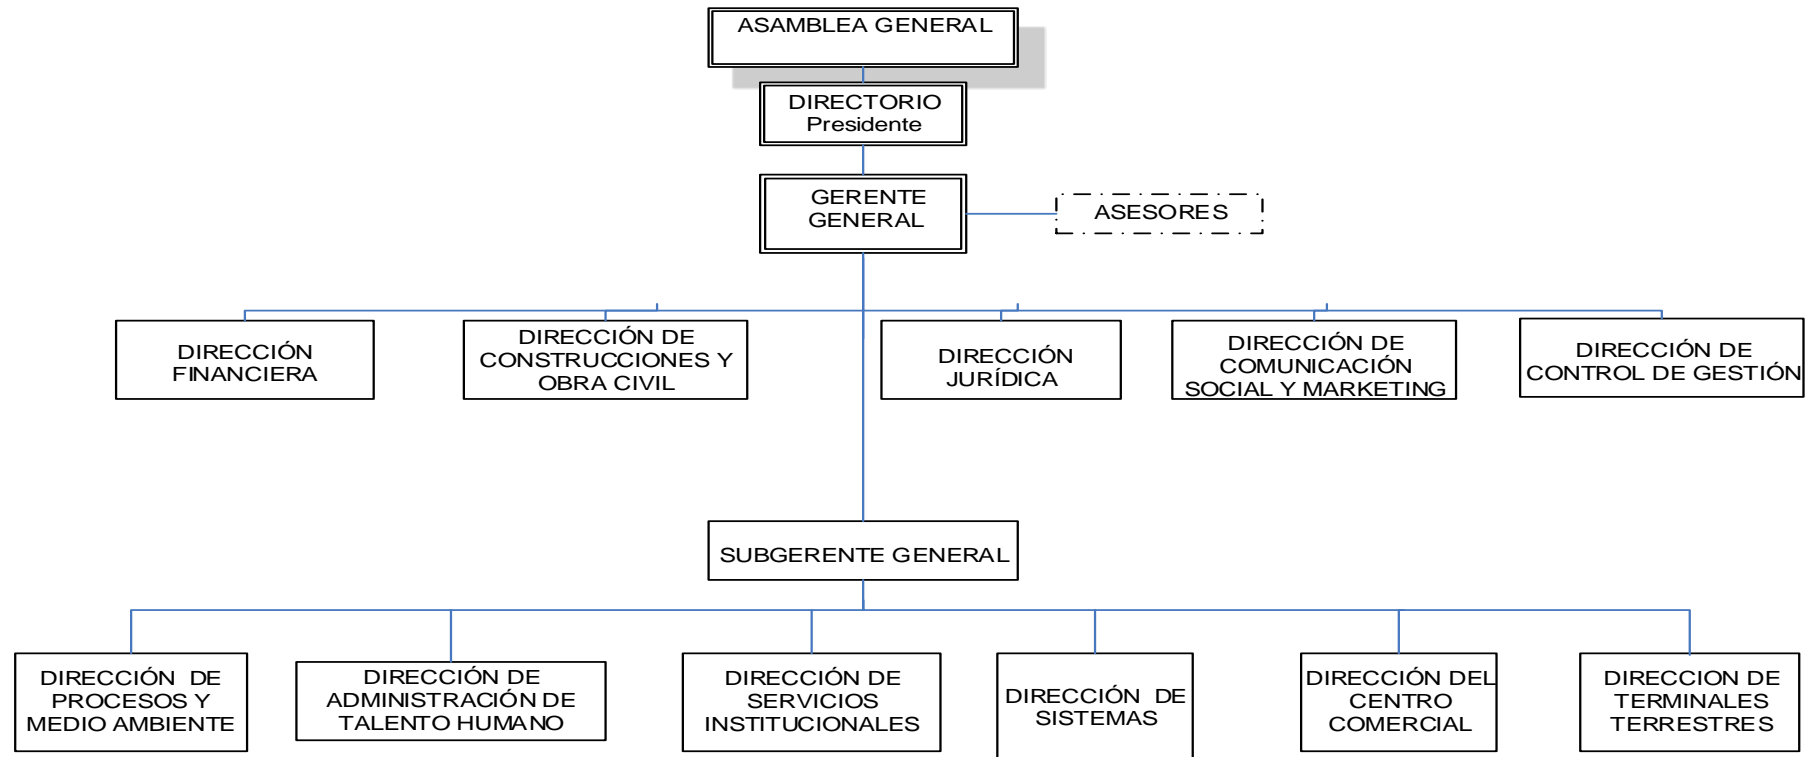 ASAMBLEA GENERAL
DIRECTORIO
Presidente
GERENTE
GENERAL
ASESORES
DIRECCIÓN
FINANCIERA
DIRECCIÓN DE
CONSTRUCCIONES Y
OBRA CIVIL
DIRECCIÓN
JURÍDICA
DIRECCIÓN DE
COMUNICACIÓN
SOCIAL Y MARKETING
DIRECCIÓN DE
CONTROL DE GESTIÓN
SUBGERENTE GENERAL
DIRECCIÓN DE
PROCESOS Y
MEDIO AMBIENTE
DIRECCIÓN DE
ADMINISTRACIÓN DE
TALENTO HUMANO
DIRECCIÓN DE
SERVICIOS
INSTITUCIONALES
DIRECCIÓN DE
SISTEMAS
DIRECCIÓN DEL
CENTRO
COMERCIAL
DIRECCION DE
TERMINALES
TERRESTRES